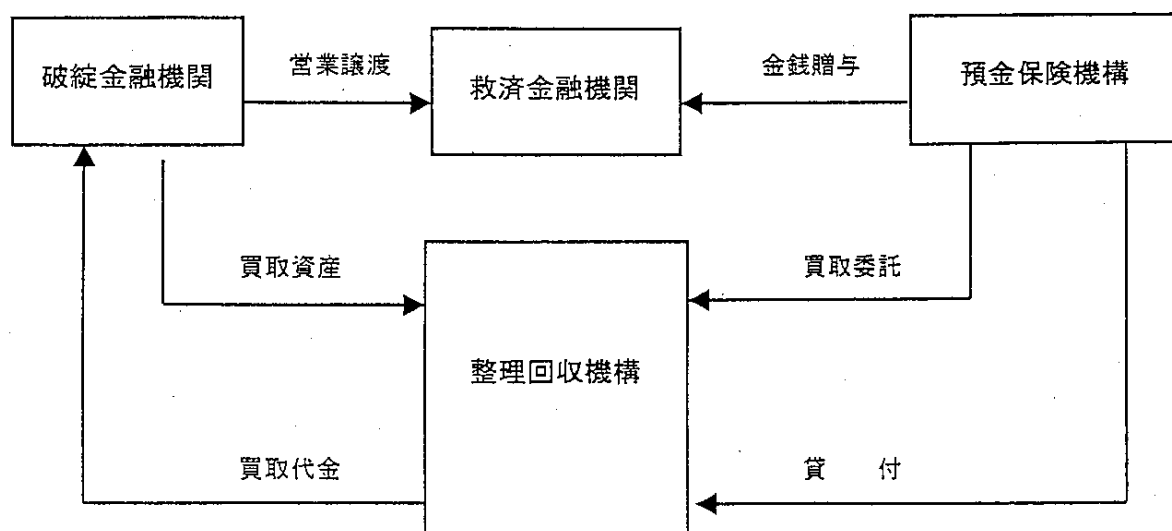 営業譲渡
金銭贈与
破綻金融機関
救済金融機関
預金保険機構
買取資産
買取委託
整理回収機構
買取代金
貸　付